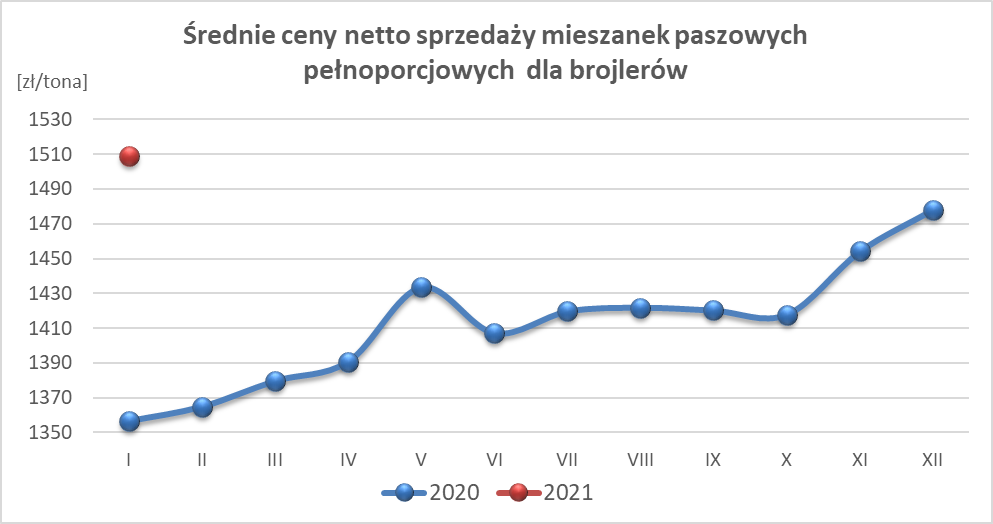 Średnie ceny netto sprzedaży mieszanek paszowych
pełnoporcjowych dla brojlerów
[zł/tona]
1530
1510
1490
1470
1450
1430
1410
1390
1370
1350
I II III IV V VI VII VIII IX X XI XII
2020 2021